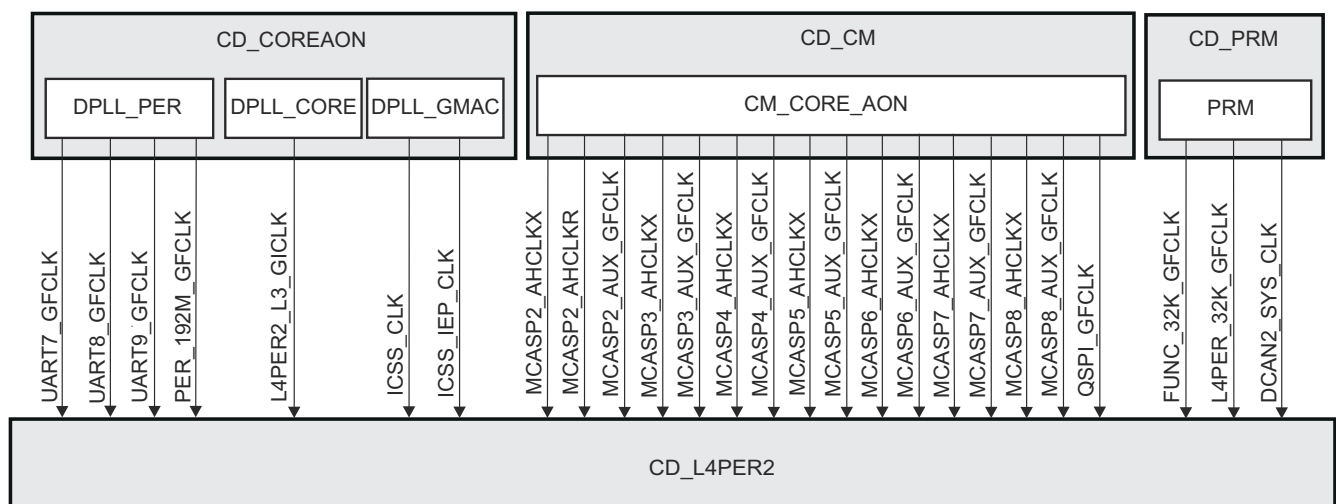 CD_COREAON
CD_CM
CD_PRM
DPLL_PER
DPLL_CORE
DPLL_GMAC
CM_CORE_AON
PRM
UART7_GFCLK
UART8_GFCLK
UART9_GFCLK
PER_192M_GFCLK
L4PER2_L3_GICLK
ICSS_CLK
ICSS_IEP_CLK
MCASP2_AHCLKX
MCASP2_AHCLKR
MCASP2_AUX_GFCLK
MCASP3_AHCLKX
MCASP3_AUX_GFCLK
MCASP4_AHCLKX
MCASP4_AUX_GFCLK
MCASP5_AHCLKX
MCASP5_AUX_GFCLK
MCASP6_AHCLKX
MCASP6_AUX_GFCLK
MCASP7_AHCLKX
MCASP7_AUX_GFCLK
MCASP8_AHCLKX
MCASP8_AUX_GFCLK
QSPI_GFCLK
FUNC_32K_GFCLK
L4PER_32K_GFCLK
DCAN2_SYS_CLK
CD_L4PER2